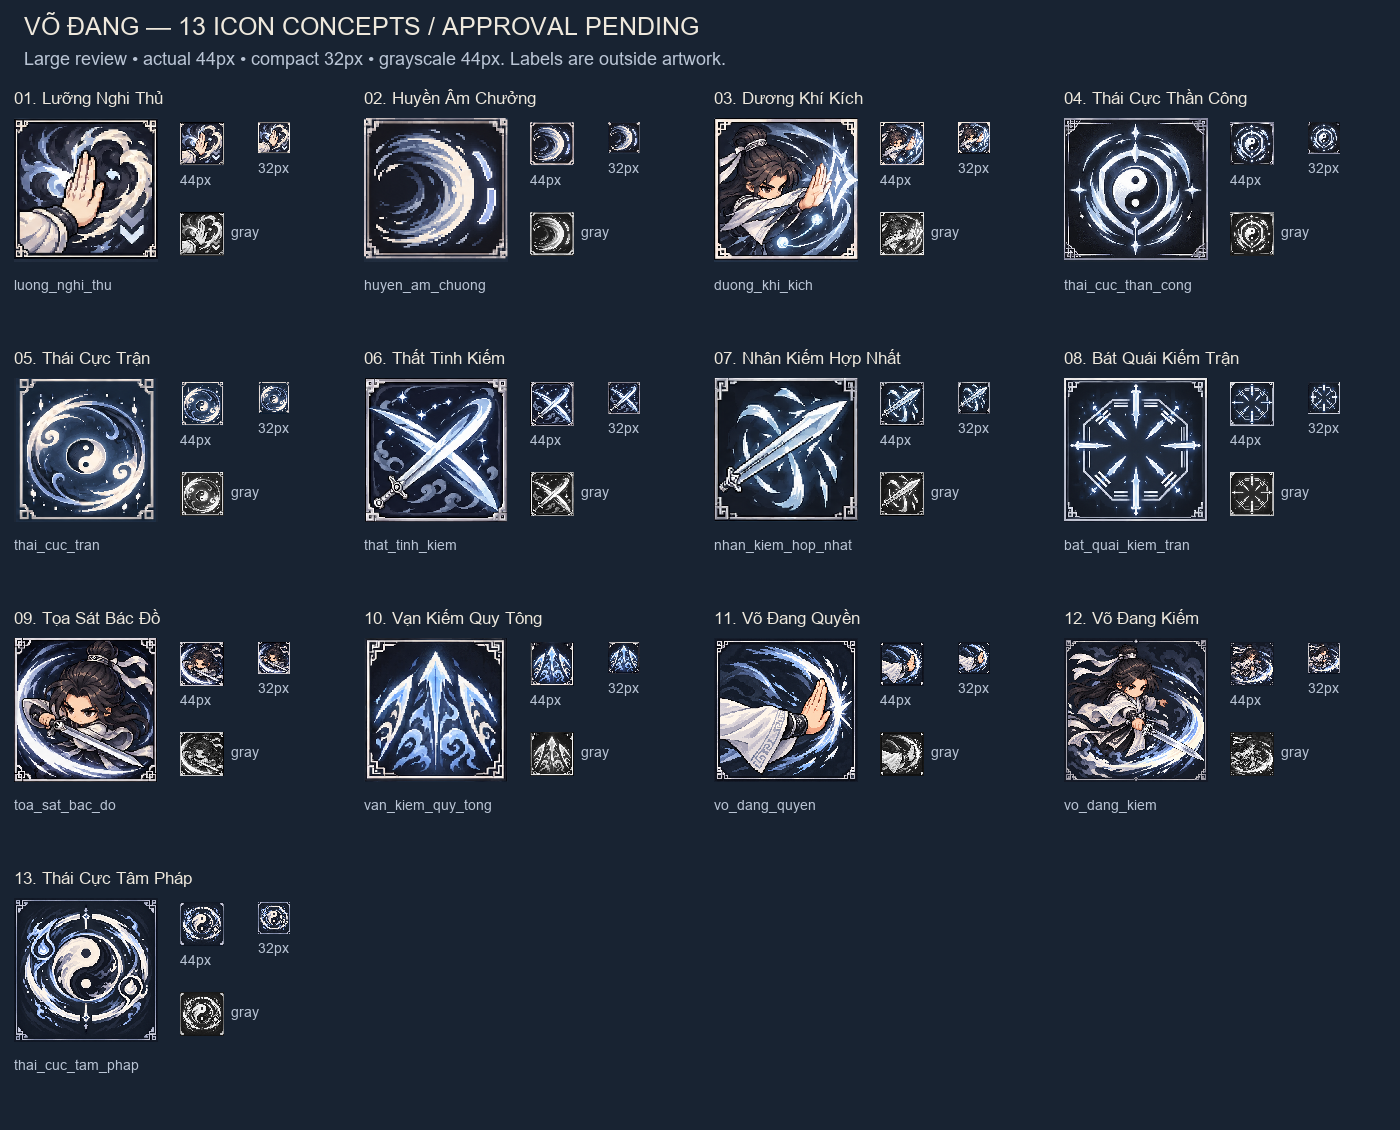 VÕ ĐANG — 13 ICON CONCEPTS / APPROVAL PENDING
Large review • actual 44px • compact 32px • grayscale 44px. Labels are outside artwork.
01. Lưỡng Nghi Thủ
44px
32px
gray
luong_nghi_thu
02. Huyền Âm Chưởng
44px
32px
gray
huyen_am_chuong
03. Dương Khí Kích
44px
32px
gray
duong_khi_kich
04. Thái Cực Thần Công
44px
32px
gray
thai_cuc_than_cong
05. Thái Cực Trận
44px
32px
gray
thai_cuc_tran
06. Thất Tinh Kiếm
44px
32px
gray
that_tinh_kiem
07. Nhân Kiếm Hợp Nhất
44px
32px
gray
nhan_kiem_hop_nhat
08. Bát Quái Kiếm Trận
44px
32px
gray
bat_quai_kiem_tran
09. Tọa Sát Bác Đồ
44px
32px
gray
toa_sat_bac_do
10. Vạn Kiếm Quy Tông
44px
32px
gray
van_kiem_quy_tong
11. Võ Đang Quyền
44px
32px
gray
vo_dang_quyen
12. Võ Đang Kiếm
44px
32px
gray
vo_dang_kiem
13. Thái Cực Tâm Pháp
44px
32px
gray
thai_cuc_tam_phap